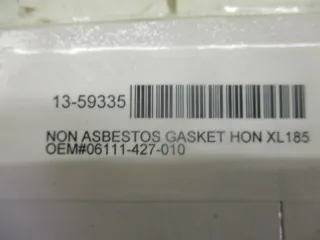 13-59335
NON ASBESTOS GASKET HON XL185
OEM#06111-427-010